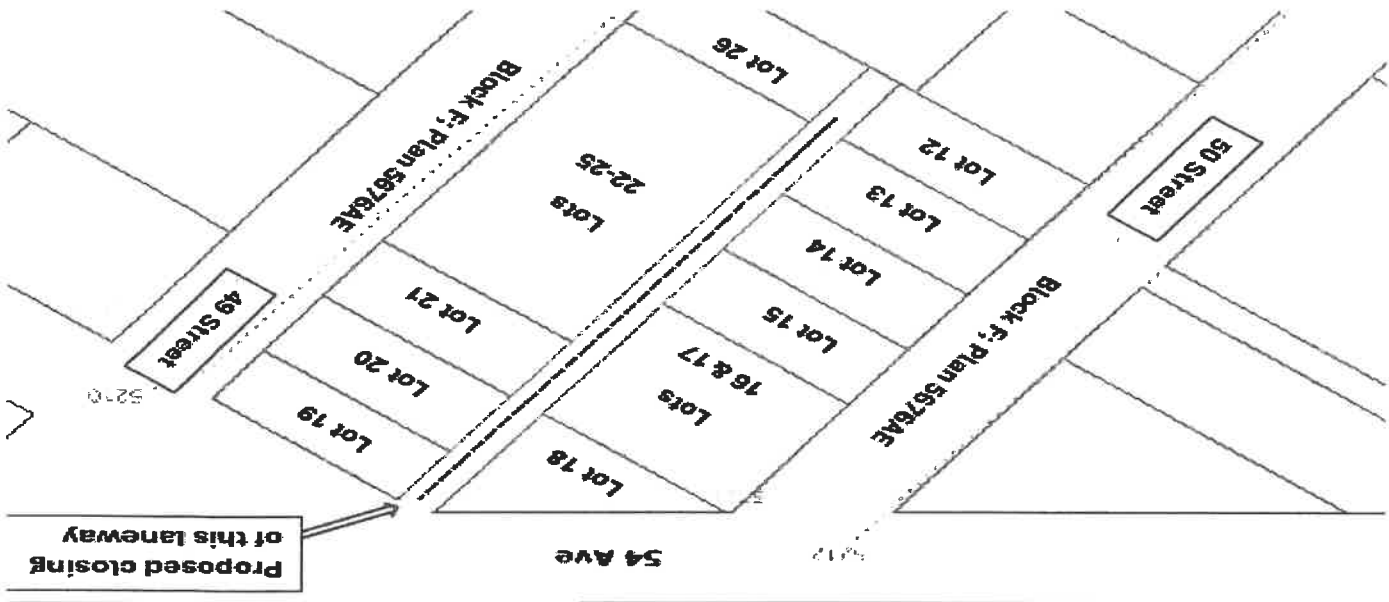 Proposed closing
of this laneway
54 Ave
Lot 18
Lot 19
Lots
16 & 17
Lot 20
Lot 15
Lot 21
49 Street
Lot 14
Lots
22-25
Lot 13
Lot 12
Lot 26
50 Street
Block F; Plan 5676AE
Block F; Plan 5676AE